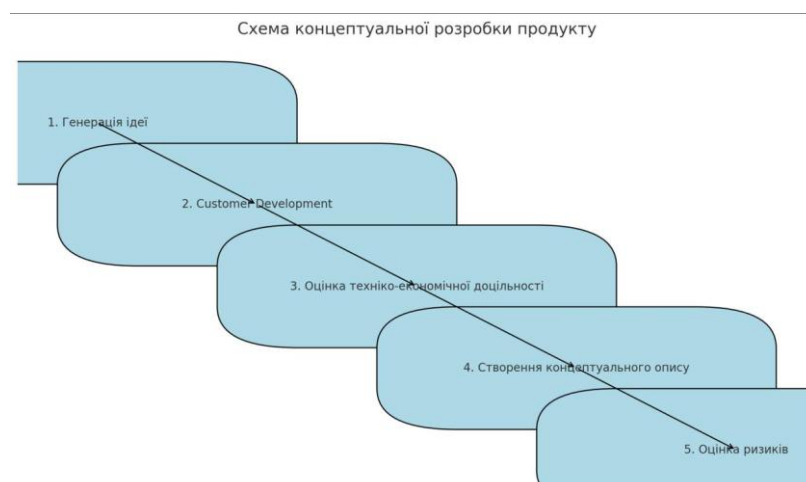 Схема концептуальної розробки продукту
1. Генерація ідеї
2. Customer Development
3. Оцінка техніко-економічної доцільності
4. Створення концептуального опису
5. Оцінка ризиків